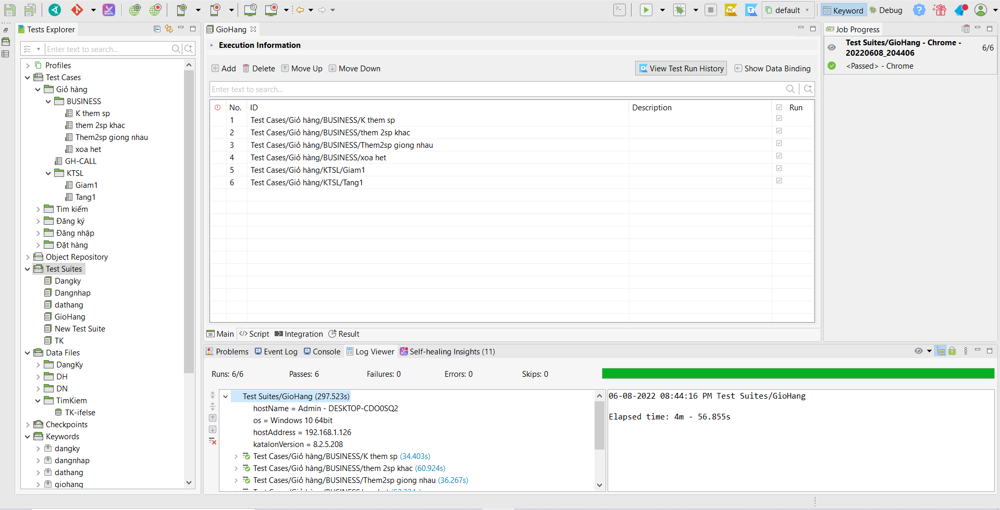 default
Keyword
Debug
Tests Explorer
Enter text to search...
Profiles
Test Cases
Giỏ hàng
BUSINESS
K them sp
them 2sp khac
Them2sp giong nhau
xoa het
GH-CALL
KTSL
Giam1
Tang1
Tìm kiếm
Đăng ký
Đăng nhập
Đặt hàng
Object Repository
Test Suites
Dangky
Dangnhap
dathang
GioHang
New Test Suite
TK
Data Files
DangKy
DH
DN
TimKiem
TK-ifelse
Checkpoints
Keywords
dangky
dangnhap
dathang
giohang
GioHang
Execution Information
Add Delete Move Up Move Down View Test Run History Show Data Binding
Enter text to search...
No. ID Description Run
1 Test Cases/Giỏ hàng/BUSINESS/K them sp
2 Test Cases/Giỏ hàng/BUSINESS/them 2sp khac
3 Test Cases/Giỏ hàng/BUSINESS/Them2sp giong nhau
4 Test Cases/Giỏ hàng/BUSINESS/xoa het
5 Test Cases/Giỏ hàng/KTSL/Giam1
6 Test Cases/Giỏ hàng/KTSL/Tang1
Main Script Integration Result
Job Progress
Test Suites/GioHang - Chrome -
20220608_204406
6/6
<Passed> - Chrome
Problems Event Log Console Log Viewer Self-healing Insights (11)
Runs: 6/6 Passes: 6 Failures: 0 Errors: 0 Skips: 0
Test Suites/GioHang (297.523s)
hostName = Admin - DESKTOP-CDO0SQ2
os = Windows 10 64bit
hostAddress = 192.168.1.126
katalonVersion = 8.2.5.208
Test Cases/Giỏ hàng/BUSINESS/K them sp (34.403s)
Test Cases/Giỏ hàng/BUSINESS/them 2sp khac (60.924s)
Test Cases/Giỏ hàng/BUSINESS/Them2sp giong nhau (36.267s)
06-08-2022 08:44:16 PM Test Suites/GioHang
Elapsed time: 4m - 56.855s